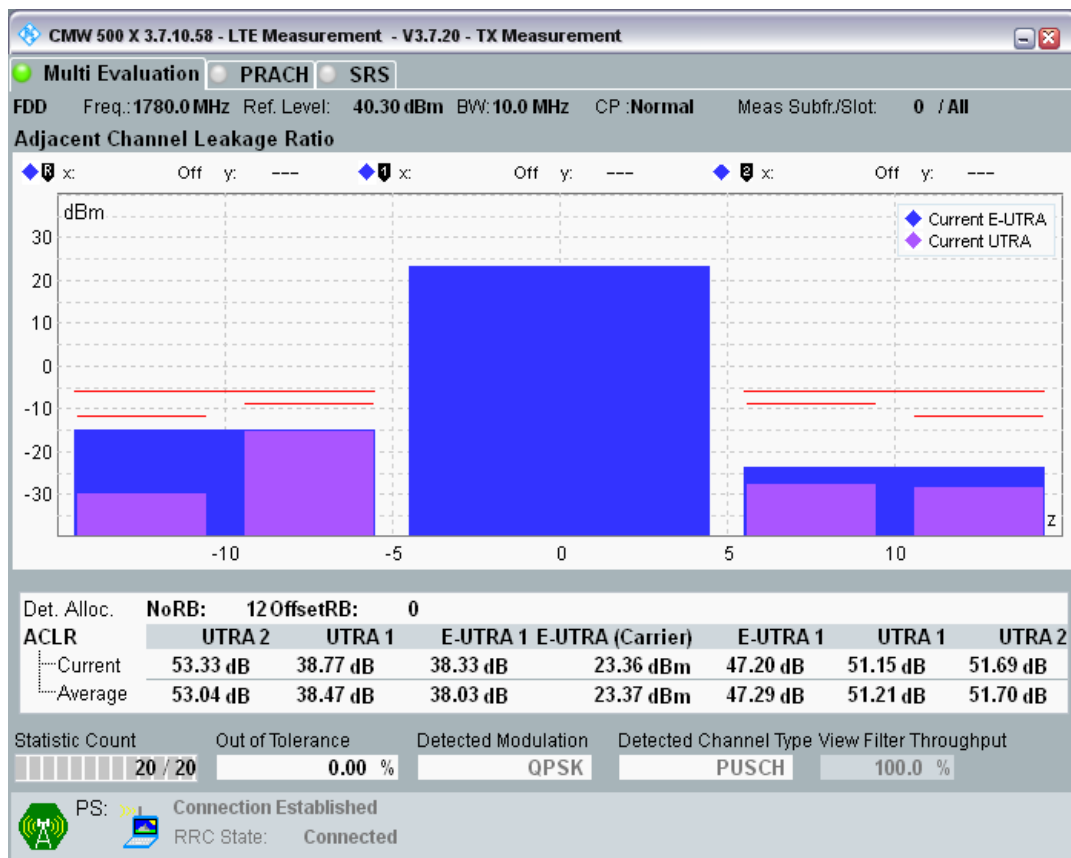 CMW 500 X 3.7.10.58 - LTE Measurement - V3.7.20 - TX Measurement
Multi Evaluation PRACH SRS
FDD Freq.: 1780.0 MHz Ref. Level: 40.30 dBm BW: 10.0 MHz CP :Normal Meas Subfr./Slot: 0 / All
Adjacent Channel Leakage Ratio
R x: Off y: --- 1 x: Off y: --- 2 x: Off y: ---
dBm
Current E-UTRA
Current UTRA
30
20
10
0
-10
-20
-30
z
-10 -5 0 5 10
Det. Alloc. NoRB: 12 OffsetRB: 0
ACLR UTRA 2 UTRA 1 E-UTRA 1 E-UTRA (Carrier) E-UTRA 1 UTRA 1 UTRA 2
Current 53.33 dB 38.77 dB 38.33 dB 23.36 dBm 47.20 dB 51.15 dB 51.69 dB
Average 53.04 dB 38.47 dB 38.03 dB 23.37 dBm 47.29 dB 51.21 dB 51.70 dB
Statistic Count Out of Tolerance Detected Modulation Detected Channel Type View Filter Throughput
20 / 20 0.00 % QPSK PUSCH 100.0 %
PS: Connection Established
RRC State: Connected